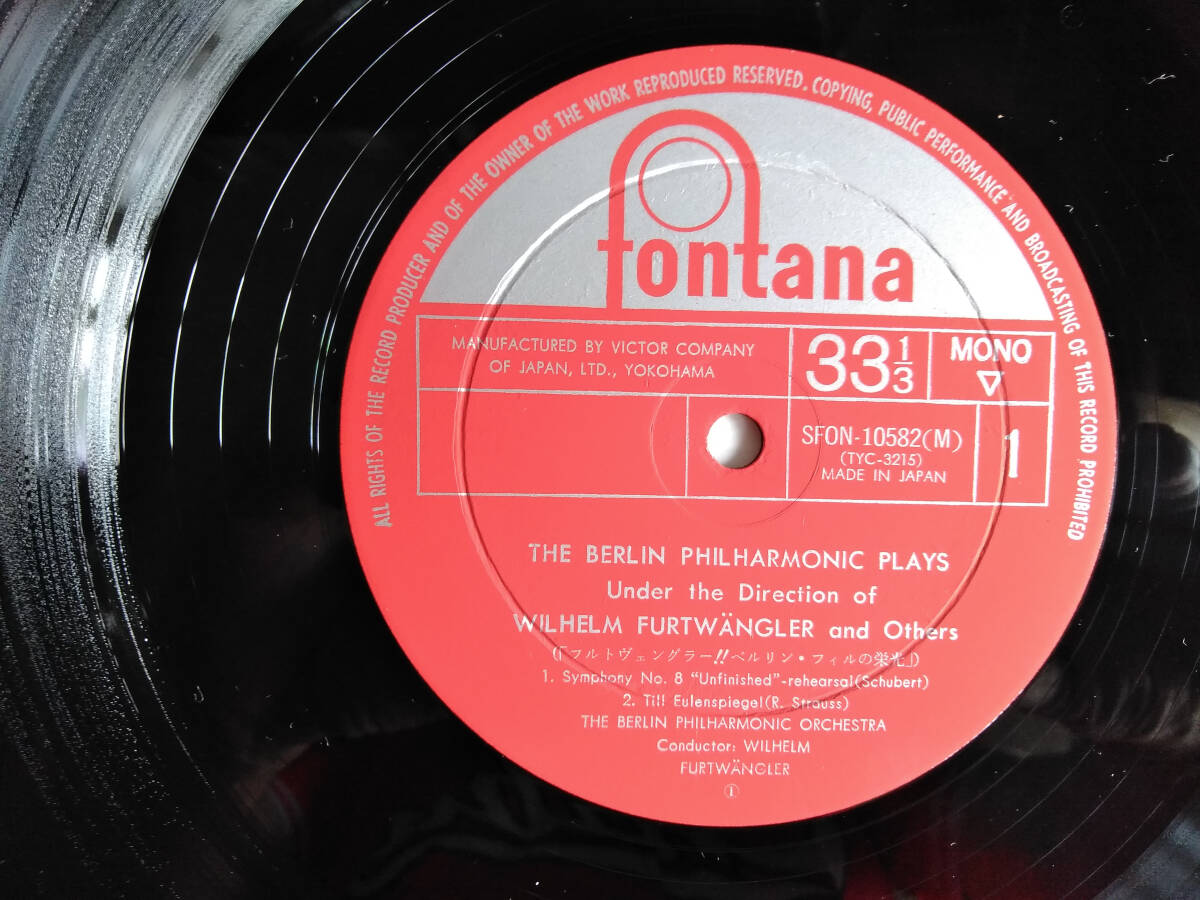 ALL RIGHTS OF THE RECORD PRODUCER AND OF THE OWNER OF THE WORK REPRODUCED RESERVED. COPYING, PUBLIC PERFORMANCE AND BROADCASTING OF THIS RECORD PROHIBITED
fontana
MANUFACTURED BY VICTOR COMPANY
OF JAPAN, LTD., YOKOHAMA
33 1/3
MONO
▽
SFON-10582(M)
(TYC-3215)
MADE IN JAPAN
1
THE BERLIN PHILHARMONIC PLAYS
Under the Direction of
WILHELM FURTWÄNGLER and Others
(「フルトヴェングラー!!ベルリン・フィルの栄光」)
1. Symphony No. 8 “Unfinished”-rehearsal(Schubert)
2. Till Eulenspiegel(R. Strauss)
THE BERLIN PHILHARMONIC ORCHESTRA
Conductor: WILHELM
FURTWÄNGLER
①